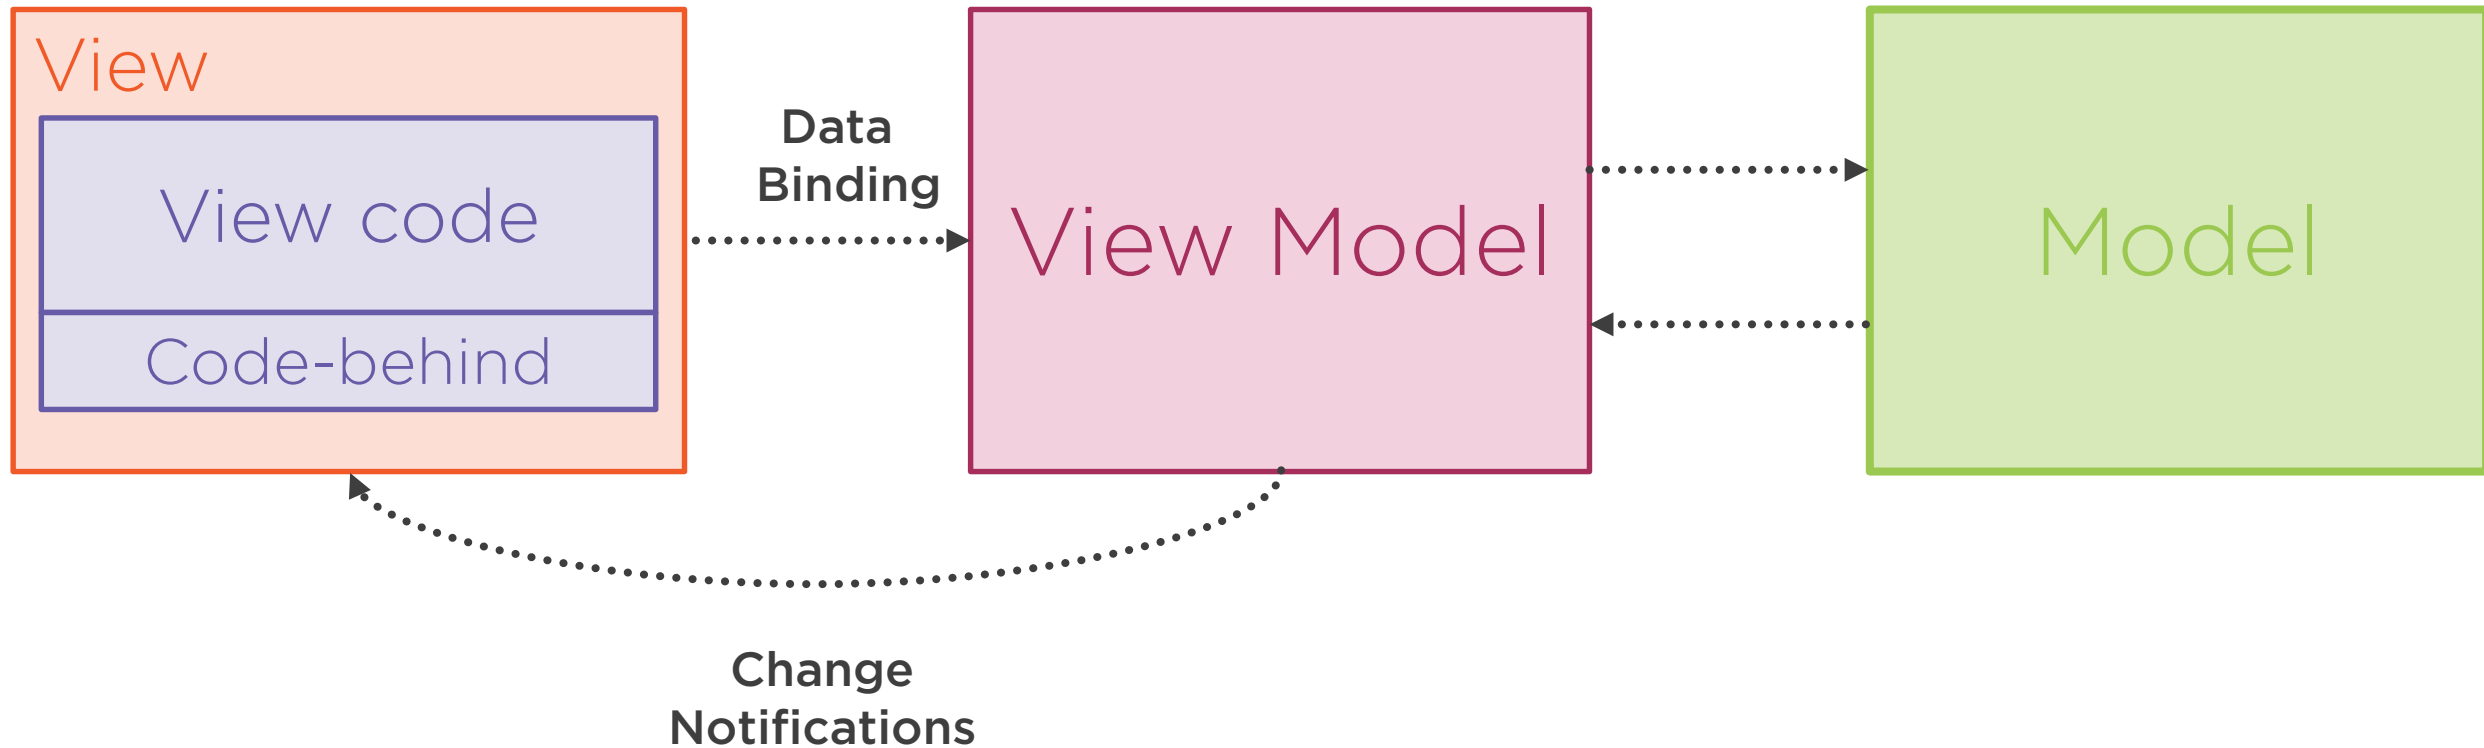 View
View code
Code-behind
Data
Binding
View Model
Model
Change
Notifications